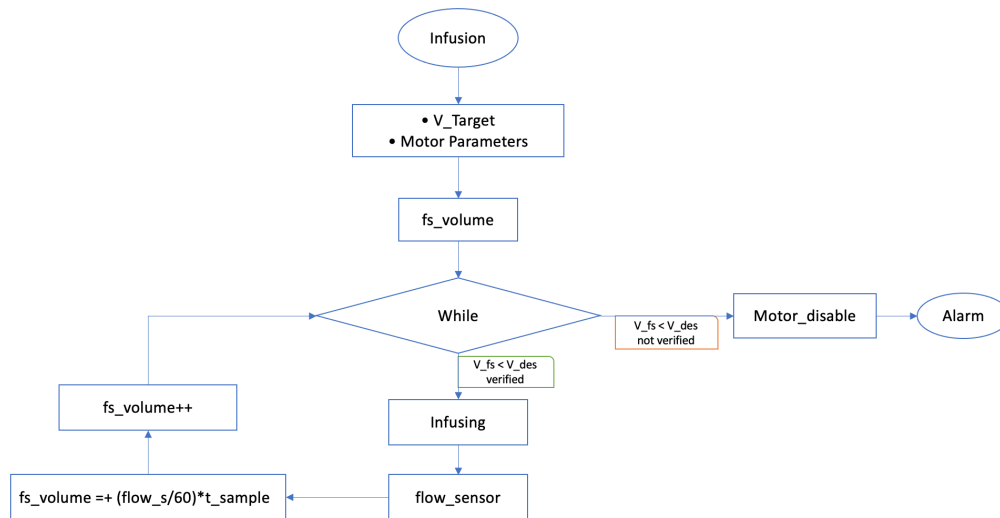 Infusion
• V_Target
• Motor Parameters
fs_volume
While
V_fs < V_des
not verified
Motor_disable
Alarm
V_fs < V_des
verified
Infusing
flow_sensor
fs_volume =+ (flow_s/60)*t_sample
fs_volume++